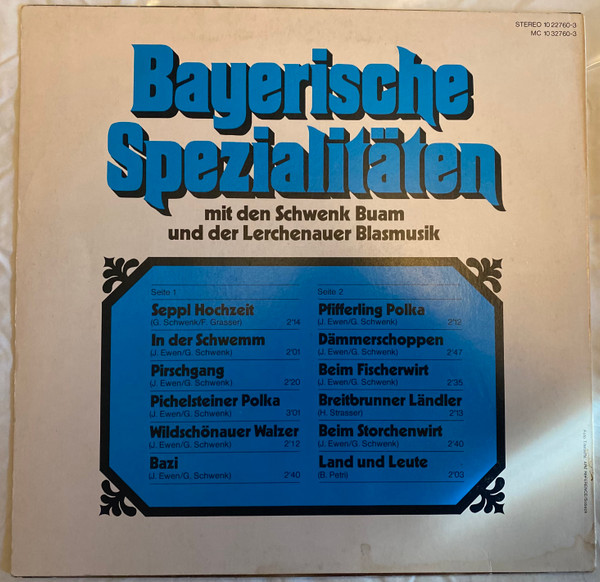 STEREO 10 22760-3
MC 10 32760-3
Bayerische
Spezialitäten
mit den Schwenk Buam
und der Lerchenauer Blasmusik
Seite 1
Seppl Hochzeit
(G. Schwenk/F. Grasser) 2'14
In der Schwemm
(J. Ewen/G. Schwenk) 2'01
Pirschgang
(J. Ewen/G. Schwenk) 2'20
Pichelsteiner Polka
(J. Ewen/G. Schwenk) 3'01
Wildschönauer Walzer
(J. Ewen/G. Schwenk) 2'12
Bazi
(J. Ewen/G. Schwenk) 2'40
Seite 2
Pfifferling Polka
(J. Ewen/G. Schwenk) 2'12
Dämmerschoppen
(J. Ewen/G. Schwenk) 2'47
Beim Fischerwirt
(J. Ewen/G. Schwenk) 2'35
Breitbrunner Ländler
(H. Strasser) 2'13
Beim Storchenwirt
(J. Ewen/G. Schwenk) 2'40
Land und Leute
(B. Petri) 2'03